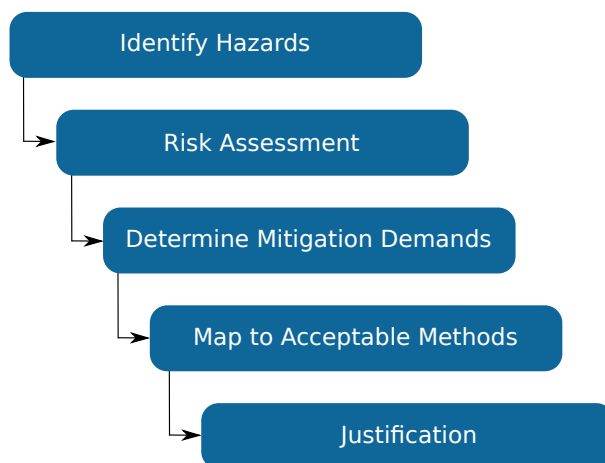 Identify Hazards
Risk Assessment
Determine Mitigation Demands
Map to Acceptable Methods
Justification